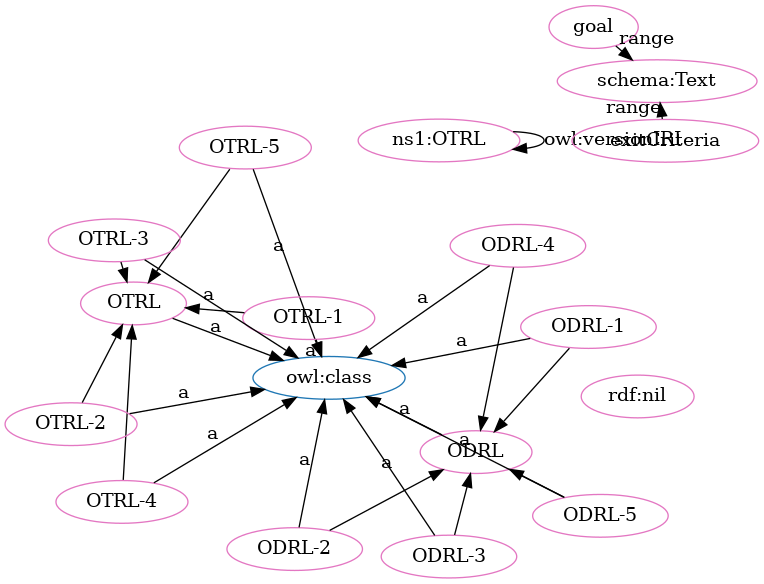 goal
range
schema:Text
range
ns1:OTRL
owl:versionIRI
exitCriteria
OTRL-5
OTRL-3
a
ODRL-4
OTRL
a
a
OTRL-1
ODRL-1
a
a
a
owl:class
rdf:nil
a
a
OTRL-2
a
a
ODRL
a
a
OTRL-4
ODRL-5
ODRL-2
ODRL-3